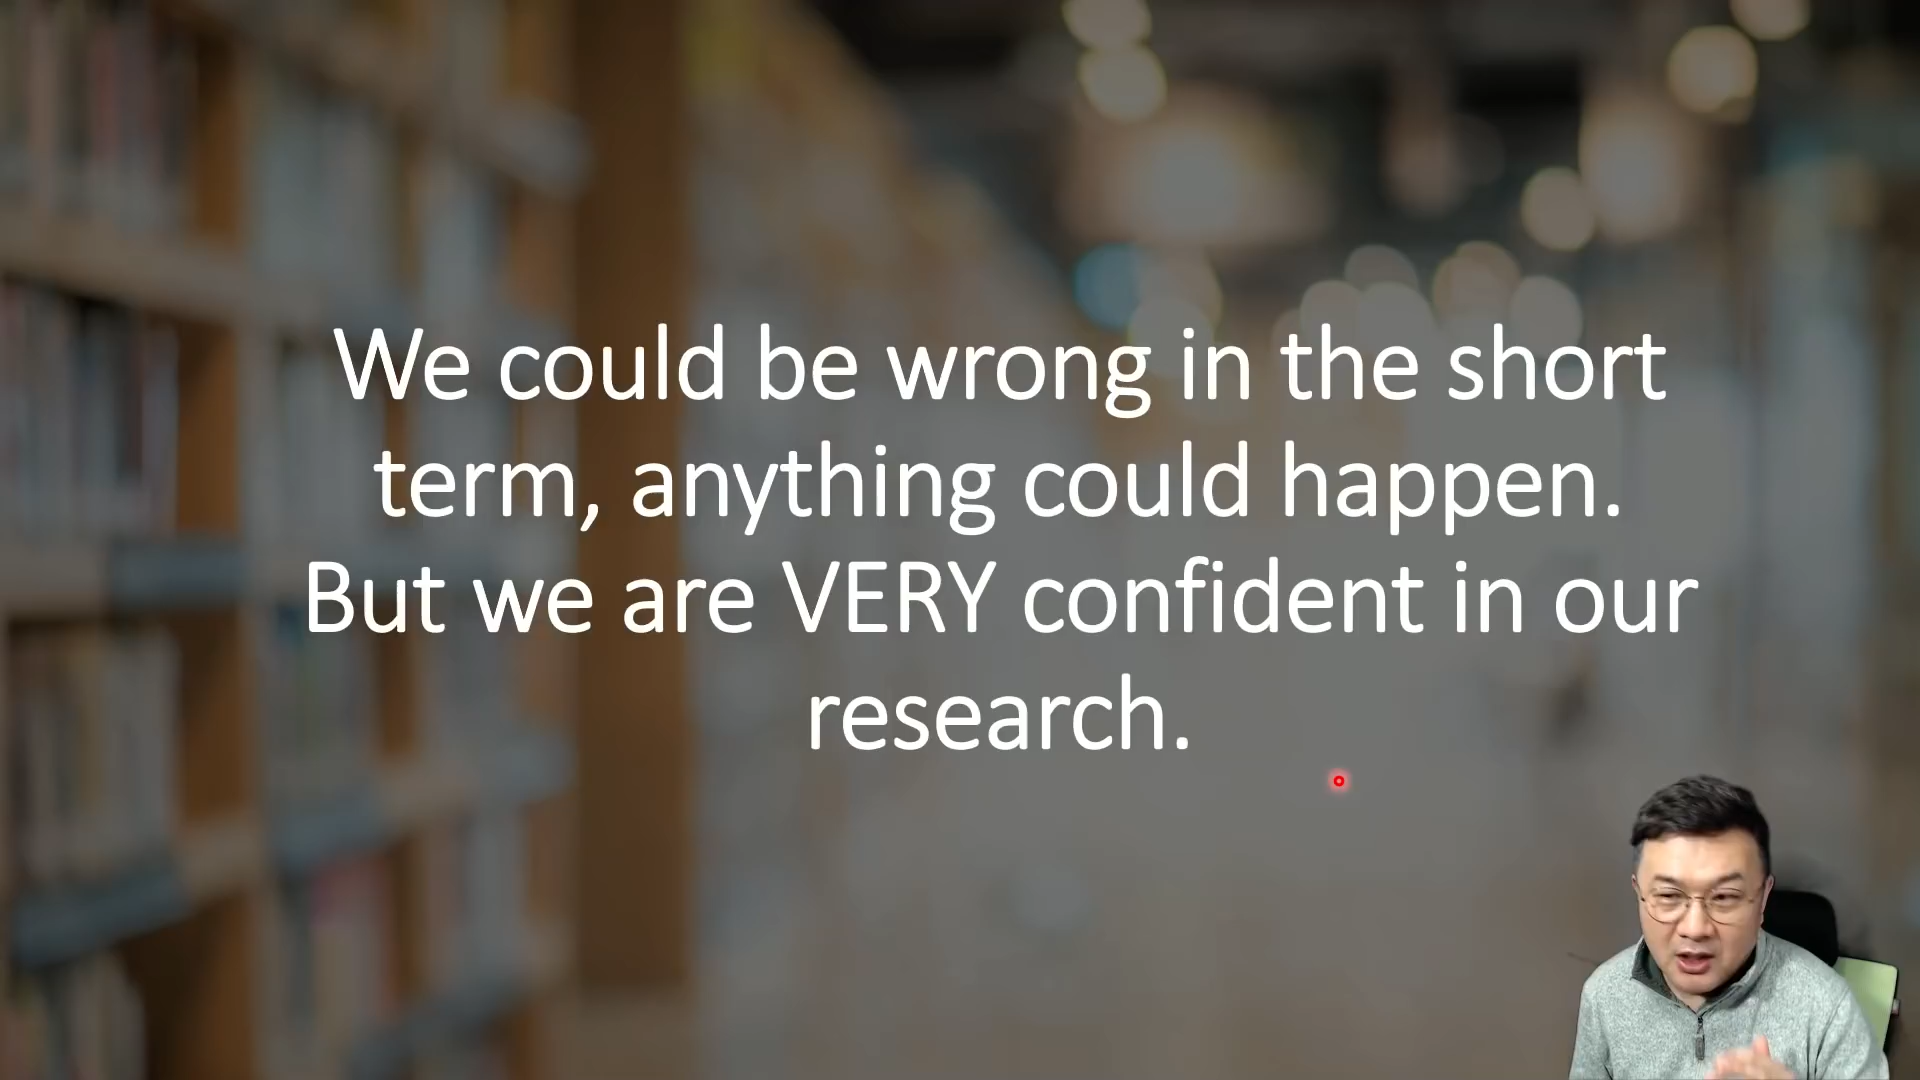 We could be wrong in the short
term, anything could happen.
But we are VERY confident in our
research.